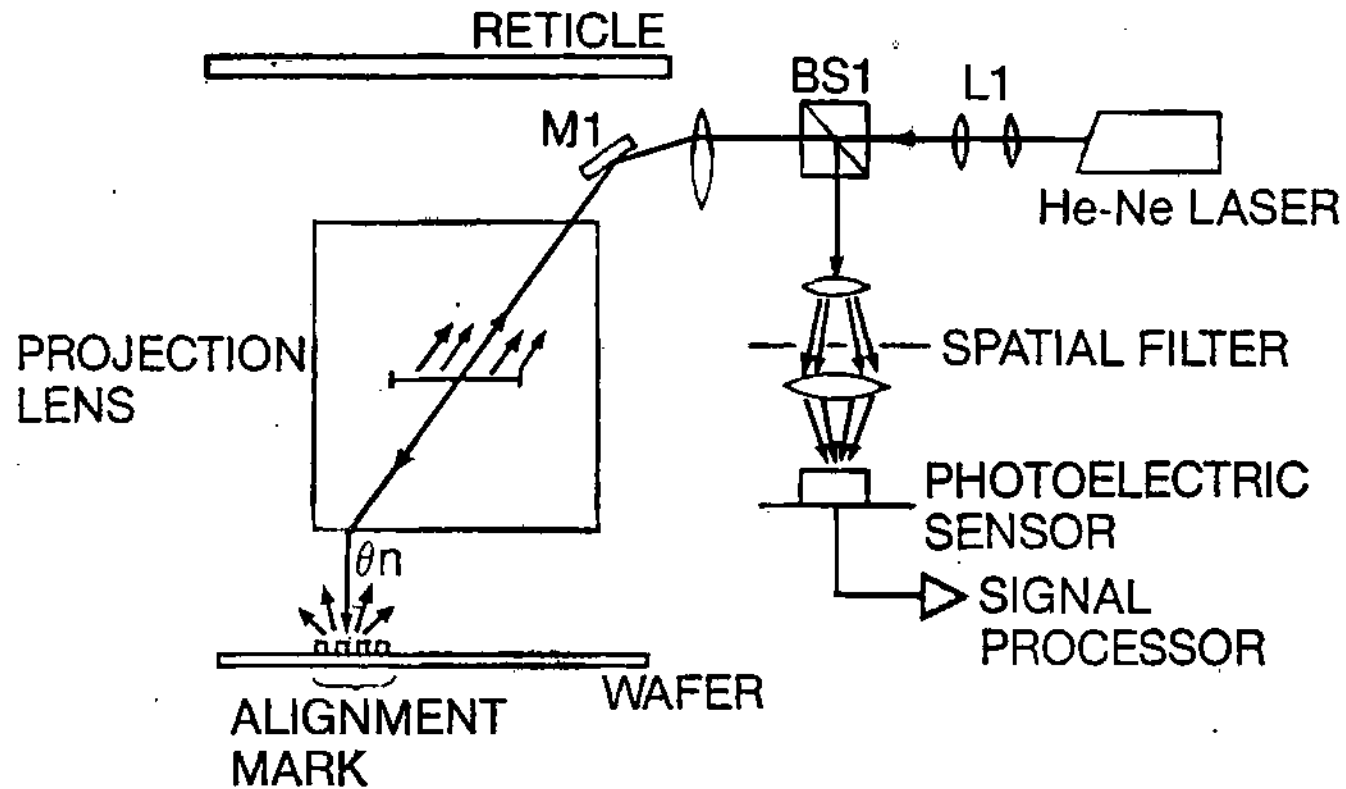 RETICLE
BS1
L1
M1
He-Ne LASER
PROJECTION
LENS
SPATIAL FILTER
PHOTOELECTRIC
SENSOR
θn
SIGNAL
PROCESSOR
WAFER
ALIGNMENT
MARK